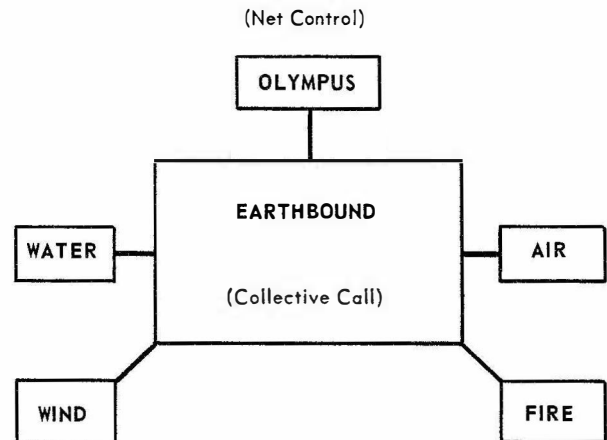 (Net Control)
OLYMPUS
EARTHBOUND
WATER
AIR
(Collective Call)
WIND
FIRE